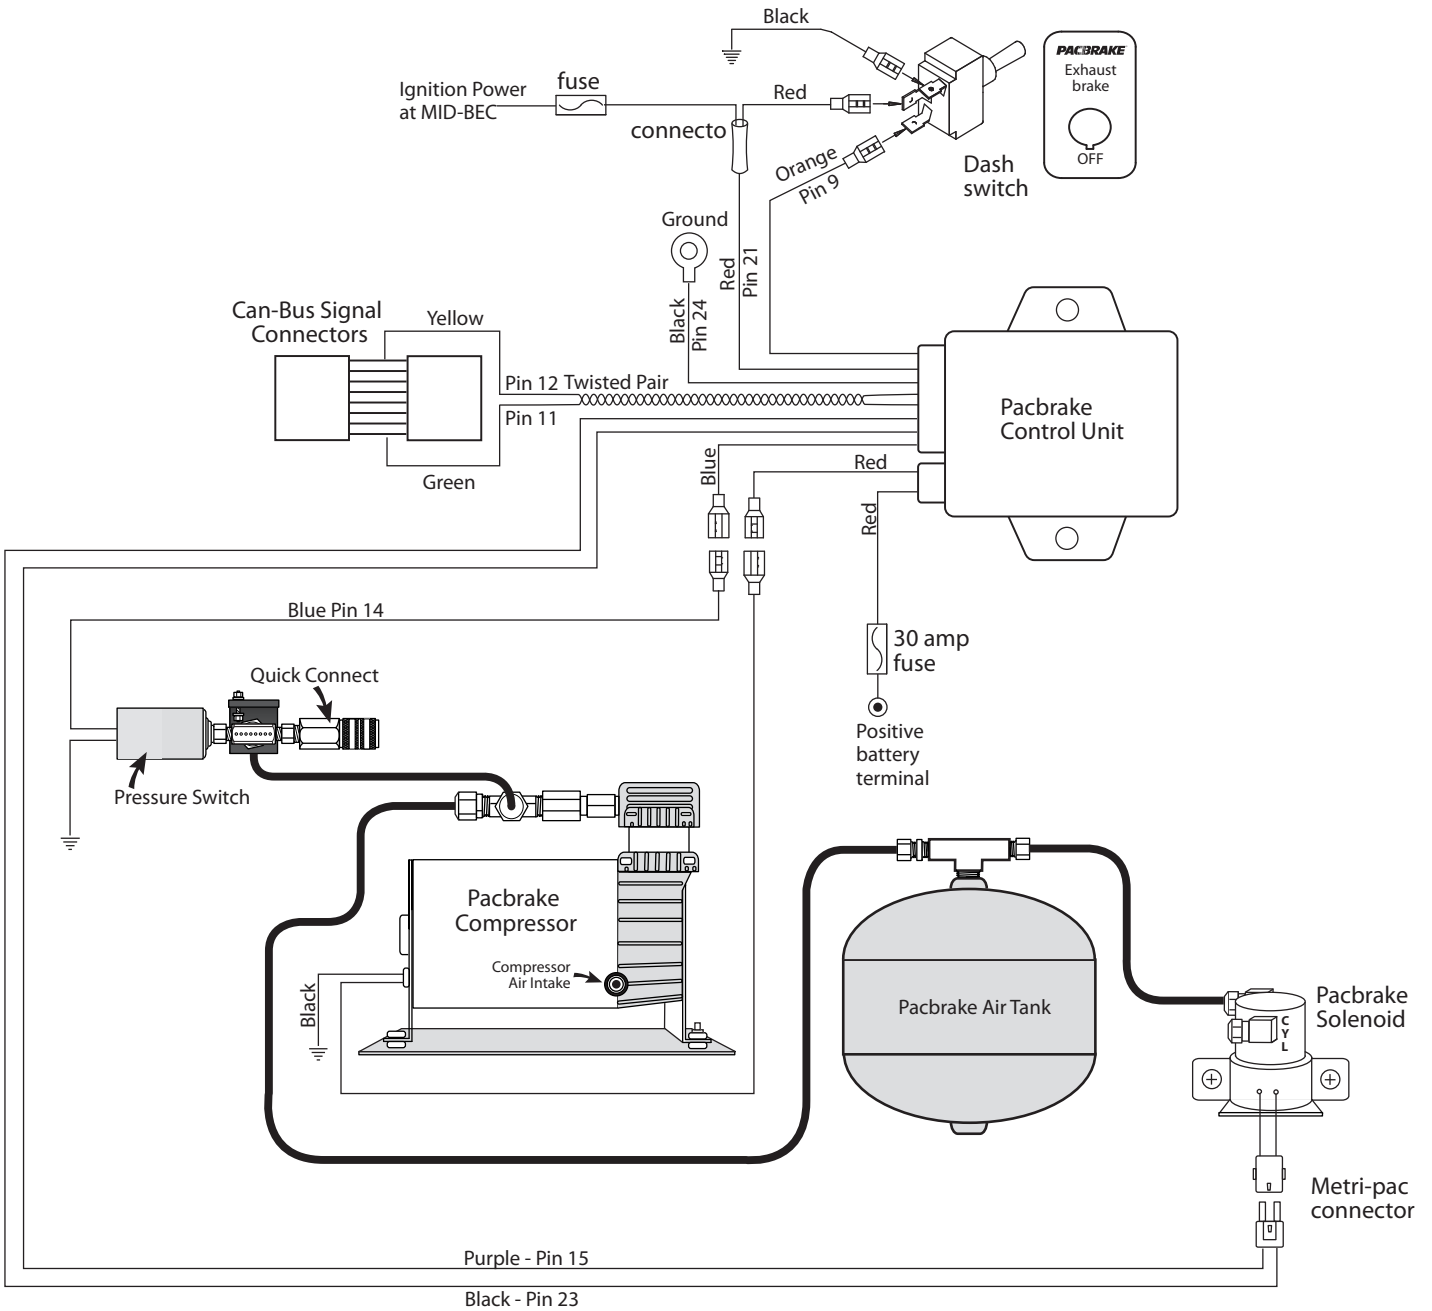 Black
PACBRAKE
Exhaust
brake
OFF
Ignition Power
at MID-BEC
fuse
Red
connecto
Orange
Pin 9
Dash
switch
Ground
Red
Pin 21
Black
Pin 24
Can-Bus Signal
Connectors
Yellow
Pin 12 Twisted Pair
Pin 11
Green
Pacbrake
Control Unit
Blue
Red
Red
Blue Pin 14
30 amp
fuse
Positive
battery
terminal
Quick Connect
Pressure Switch
Pacbrake
Compressor
Compressor
Air Intake
Black
Pacbrake Air Tank
Pacbrake
Solenoid
C
Y
L
Metri-pac
connector
Purple - Pin 15
Black - Pin 23